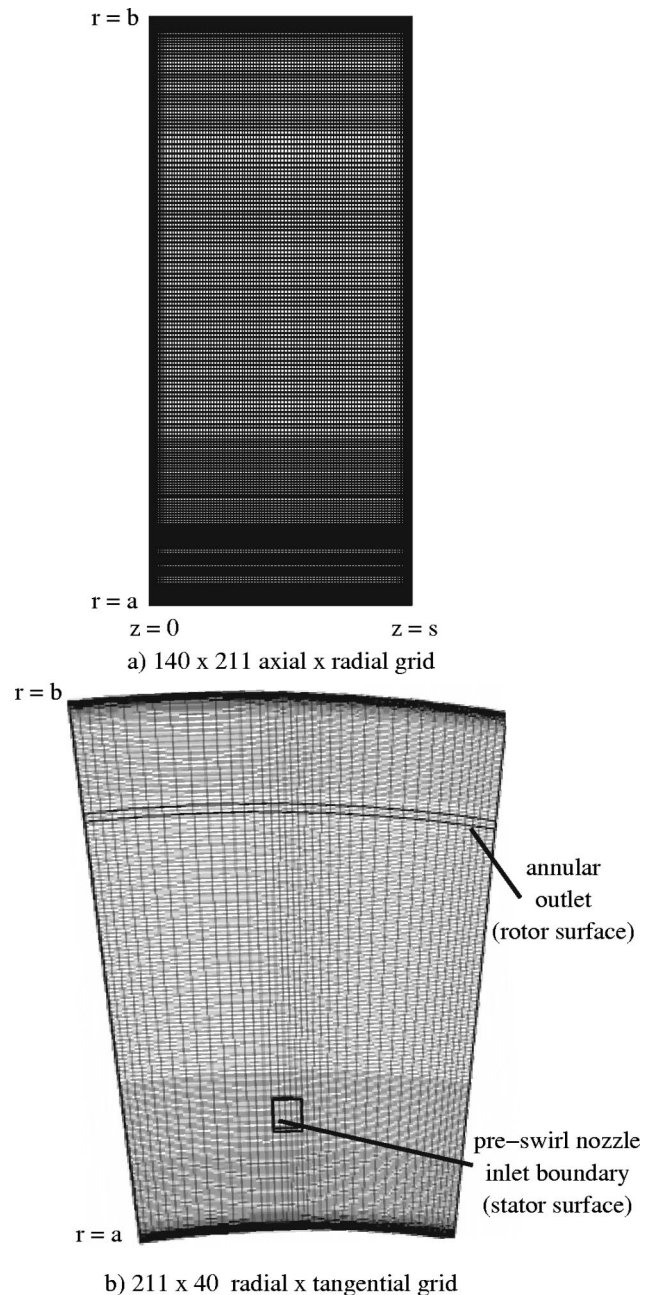 r = b
r = a
z = 0
z = s
a) 140 x 211 axial x radial grid
r = b
annular
outlet
(rotor surface)
pre−swirl nozzle
inlet boundary
(stator surface)
r = a
b) 211 x 40 radial x tangential grid